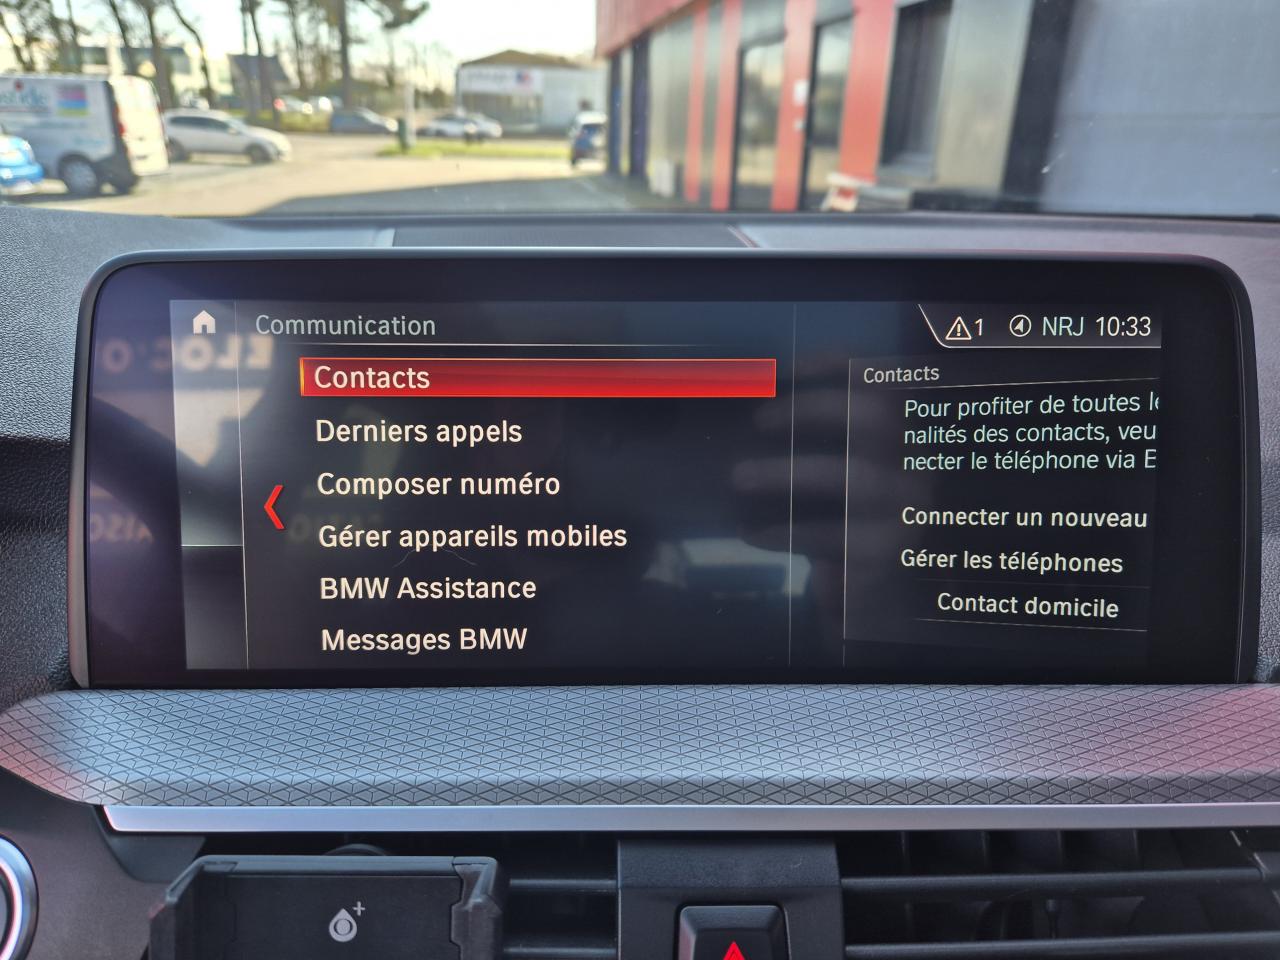 Communication
1 NRJ 10:33
Contacts
Derniers appels
Composer numéro
Gérer appareils mobiles
BMW Assistance
Messages BMW
Contacts
Pour profiter de toutes
nalités des contacts,
necter le téléphone via
Connecter un nouveau
Gérer les téléphones
Contact domicile